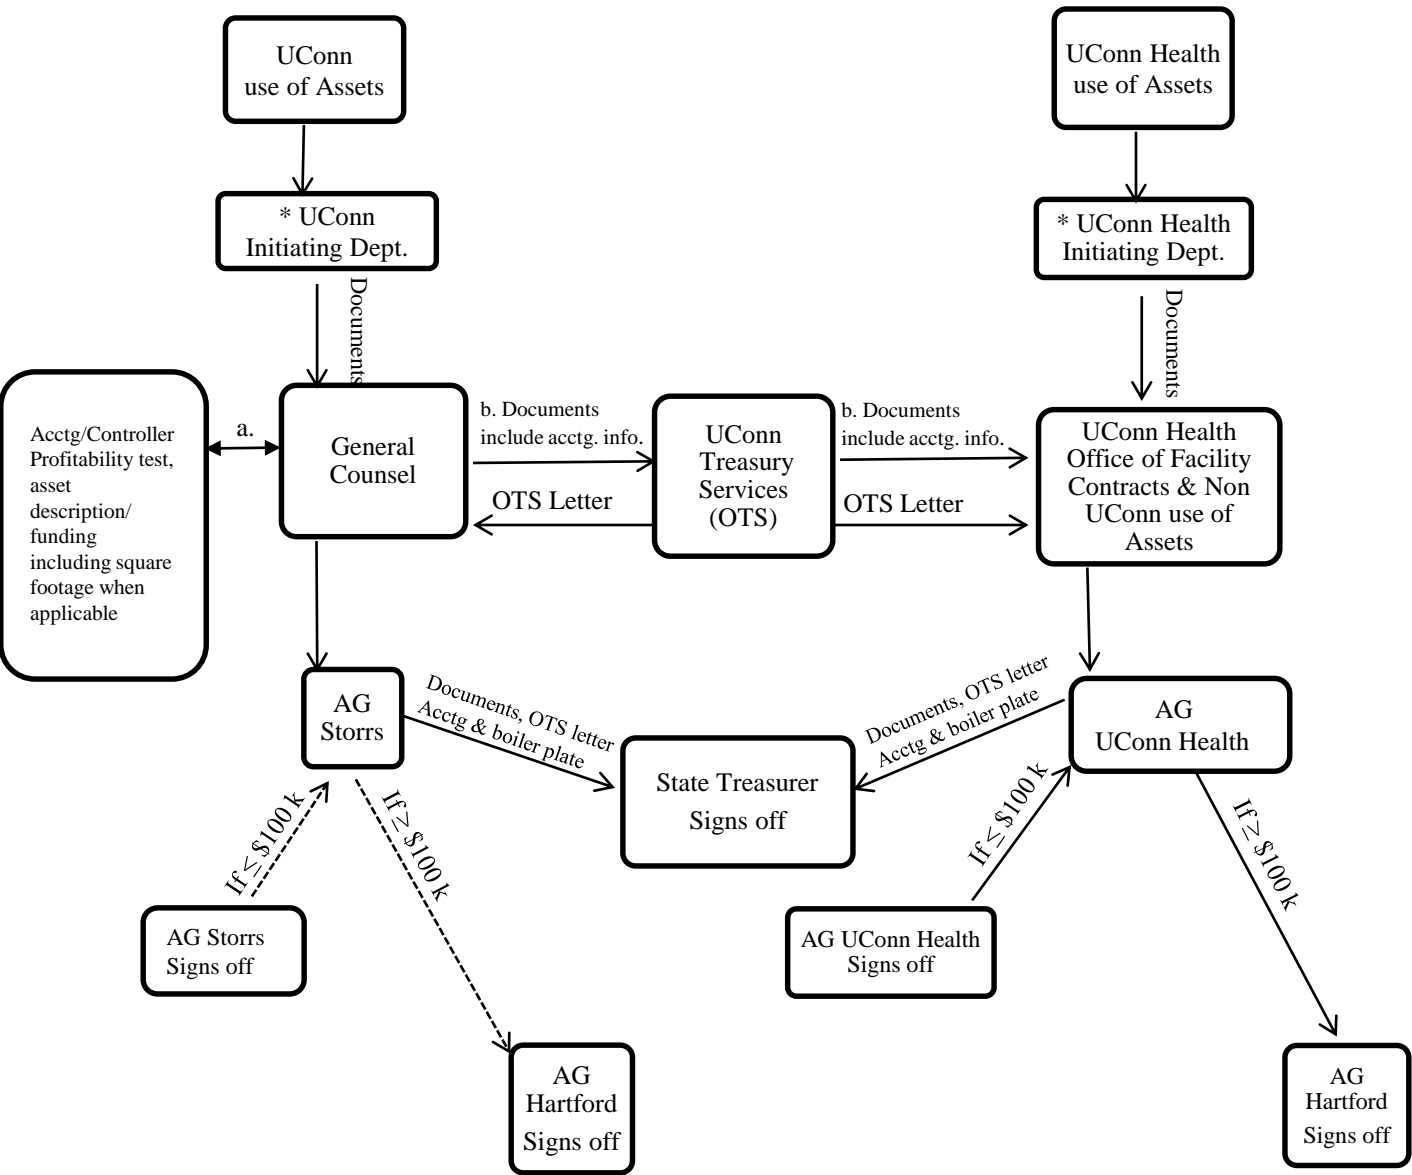 UConn
use of Assets
UConn Health
use of Assets
* UConn
Initiating Dept.
* UConn Health
Initiating Dept.
Documents
Documents
Acctg/Controller
Profitability test,
asset
description/
funding
including square
footage when
applicable
a.
General
Counsel
b. Documents
include acctg. info.
OTS Letter
UConn
Treasury
Services
(OTS)
b. Documents
include acctg. info.
OTS Letter
UConn Health
Office of Facility
Contracts & Non
UConn use of
Assets
AG
Storrs
Documents, OTS letter
Acctg & boiler plate
State Treasurer
Signs off
Documents, OTS letter
Acctg & boiler plate
AG
UConn Health
If ≤ $100 k
If ≥ $100 k
If ≤ $100 k
If ≥ $100 k
AG Storrs
Signs off
AG UConn Health
Signs off
AG
Hartford
Signs off
AG
Hartford
Signs off